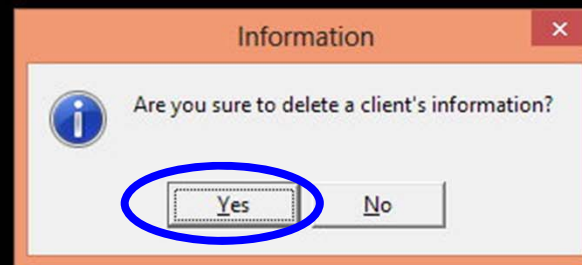 Information
Are you sure to delete a client's information?
Yes No